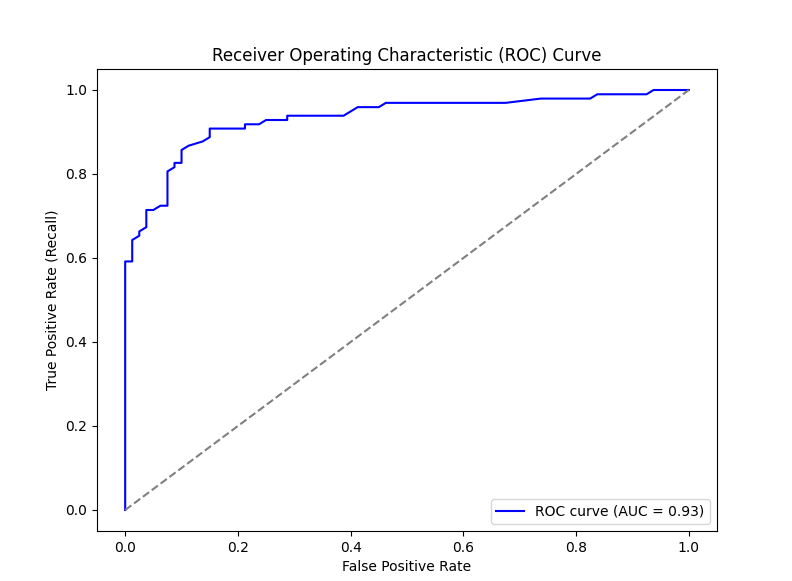 Receiver Operating Characteristic (ROC) Curve
True Positive Rate (Recall)
1.0
0.8
0.6
0.4
0.2
0.0
ROC curve (AUC = 0.93)
0.0 0.2 0.4 0.6 0.8 1.0
False Positive Rate